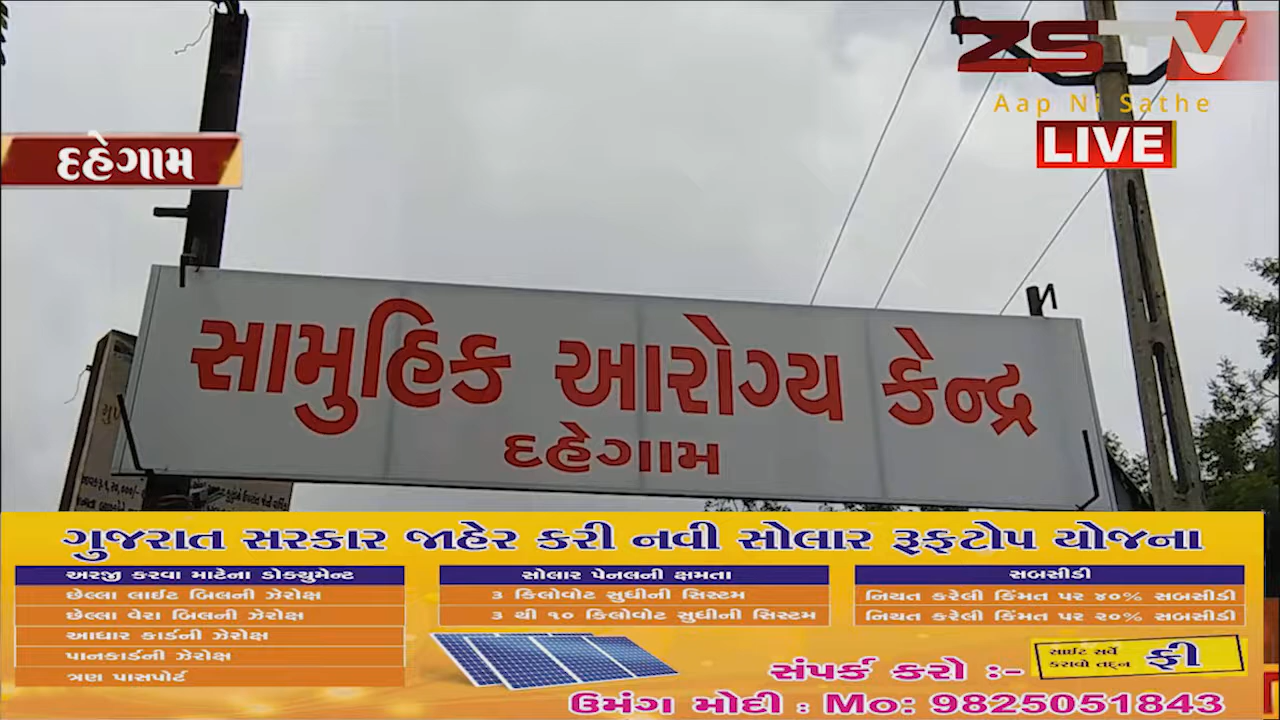 ZSTV
Aap Ni Sathe
LIVE
દહેગામ
સામુહિક આરોગ્ય કેન્દ્ર
દહેગામ
ગુજરાત સરકાર જાહેર કરી નવી સોલાર રૂફટોપ યોજના
અરજી કરવા માટેના ડોક્યુમેન્ટ
છેલ્લા લાઈટ બિલની ઝેરોક્ષ
છેલ્લા વેરા બિલની ઝેરોક્ષ
આધાર કાર્ડની ઝેરોક્ષ
પાનકાર્ડની ઝેરોક્ષ
ત્રણ પાસપોર્ટ
સોલાર પેનલની ક્ષમતા
૩ કિલોવોટ સુધીની સિસ્ટમ
૩ થી ૧૦ કિલોવોટ સુધીની સિસ્ટમ
સબસીડી
નિયત કરેલી કિંમત પર ૪૦% સબસીડી
નિયત કરેલી કિંમત પર ૨૦% સબસીડી
સાઈટ સર્વે
કરાવો તદ્દન ફ્રી
સંપર્ક કરો :-
ઉમંગ મોદી : Mo: 9825051843